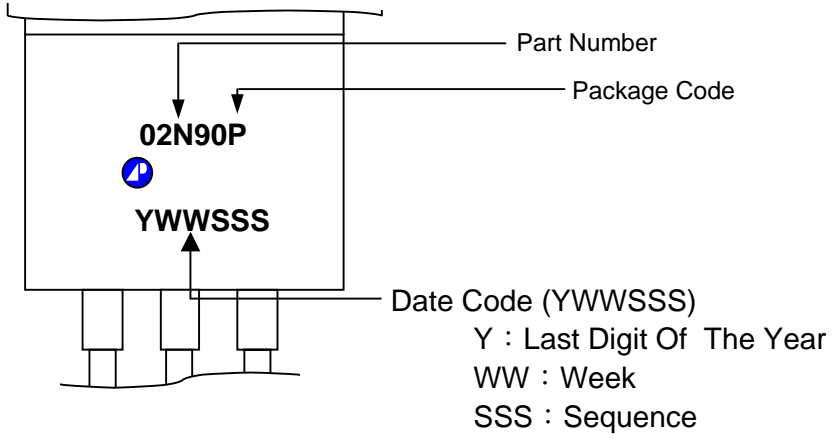 Part Number
Package Code
02N90P
YWWSSS
Date Code (YWWSSS)
Y：Last Digit Of The Year
WW：Week
SSS：Sequence